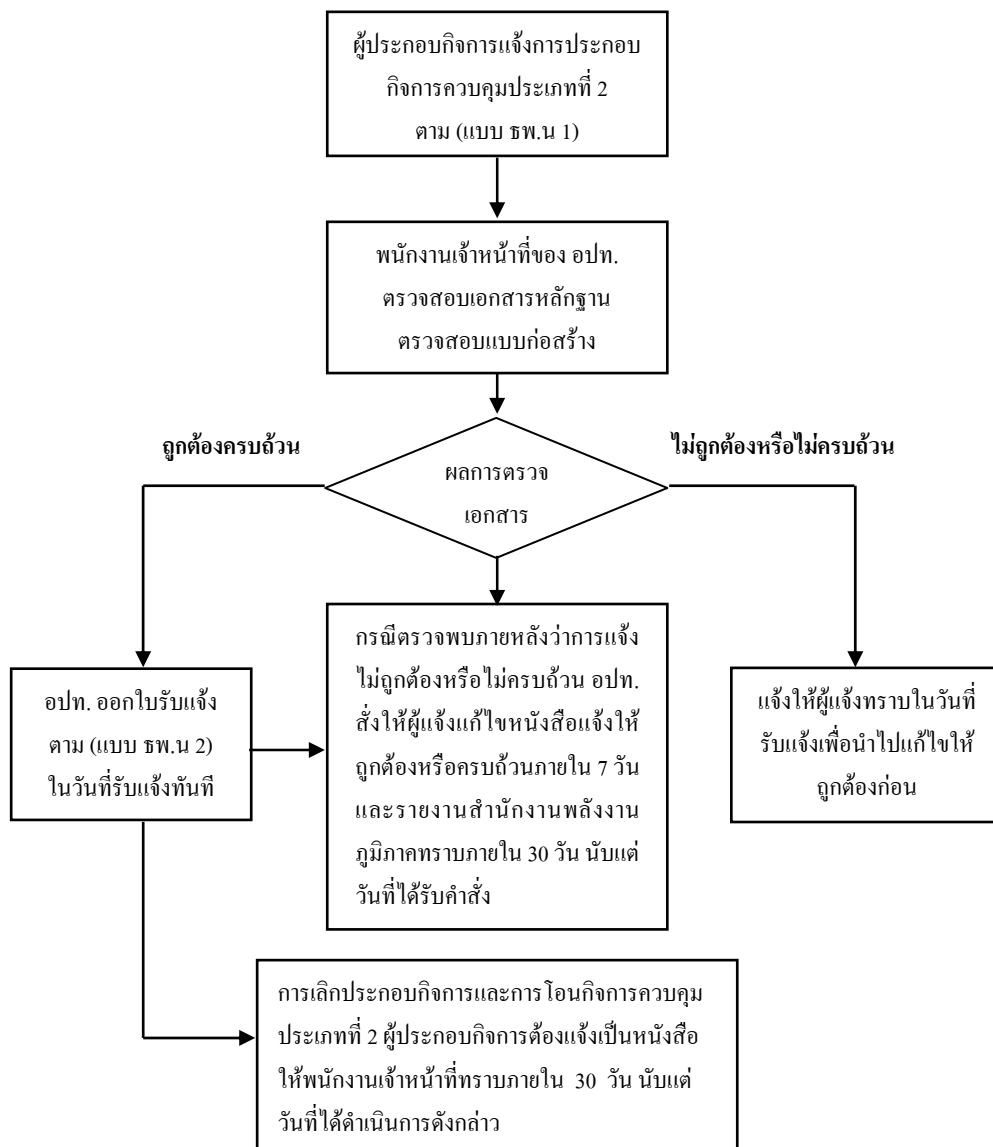 ผู้ประกอบกิจการแจ้งการประกอบ
กิจการควบคุมประเภทที่ 2
ตาม (แบบ ธพ.น 1)
พนักงานเจ้าหน้าที่ของ อปท.
ตรวจสอบเอกสารหลักฐาน
ตรวจสอบแบบก่อสร้าง
ถูกต้องครบถ้วน
ไม่ถูกต้องหรือไม่ครบถ้วน
ผลการตรวจ
เอกสาร
อปท. ออกใบรับแจ้ง
ตาม (แบบ ธพ.น 2)
ในวันที่รับแจ้งทันที
กรณีตรวจพบภายหลังว่าการแจ้ง
ไม่ถูกต้องหรือไม่ครบถ้วน อปท.
สั่งให้ผู้แจ้งแก้ไขหนังสือแจ้งให้
ถูกต้องหรือครบถ้วนภายใน 7 วัน
และรายงานสำนักงานพลังงาน
ภูมิภาคทราบภายใน 30 วัน นับแต่
วันที่ได้รับคำสั่ง
แจ้งให้ผู้แจ้งทราบในวันที่
รับแจ้งเพื่อนำไปแก้ไขให้
ถูกต้องก่อน
การเลิกประกอบกิจการและการโอนกิจการควบคุม
ประเภทที่ 2 ผู้ประกอบกิจการต้องแจ้งเป็นหนังสือ
ให้พนักงานเจ้าหน้าที่ทราบภายใน 30 วัน นับแต่
วันที่ได้ดำเนินการดังกล่าว